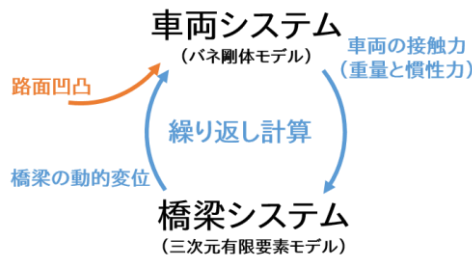 車両システム
(バネ剛体モデル)
車両の接触力
(重量と慣性力)
路面凹凸
繰り返し計算
橋梁の動的変位
橋梁システム
(三次元有限要素モデル)